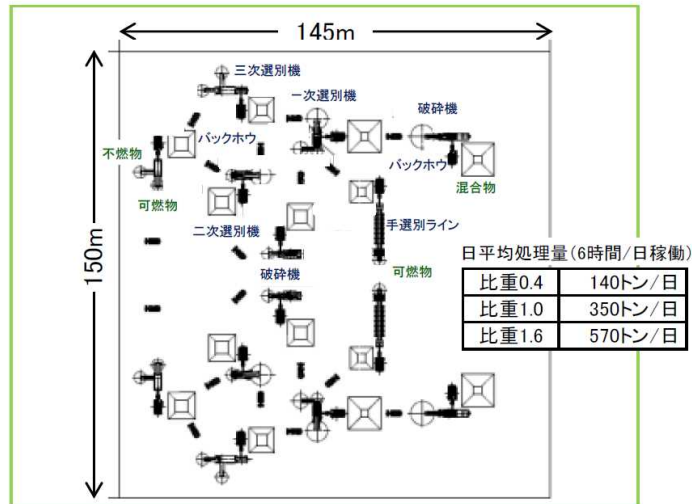 145m
150m
三次選別機
一次選別機
破砕機
バックホウ
不燃物
バックホウ
混合物
可燃物
手選別ライン
二次選別機
可燃物
破砕機
日平均処理量(6時間/日稼働)
比重0.4 140トン/日
比重1.0 350トン/日
比重1.6 570トン/日